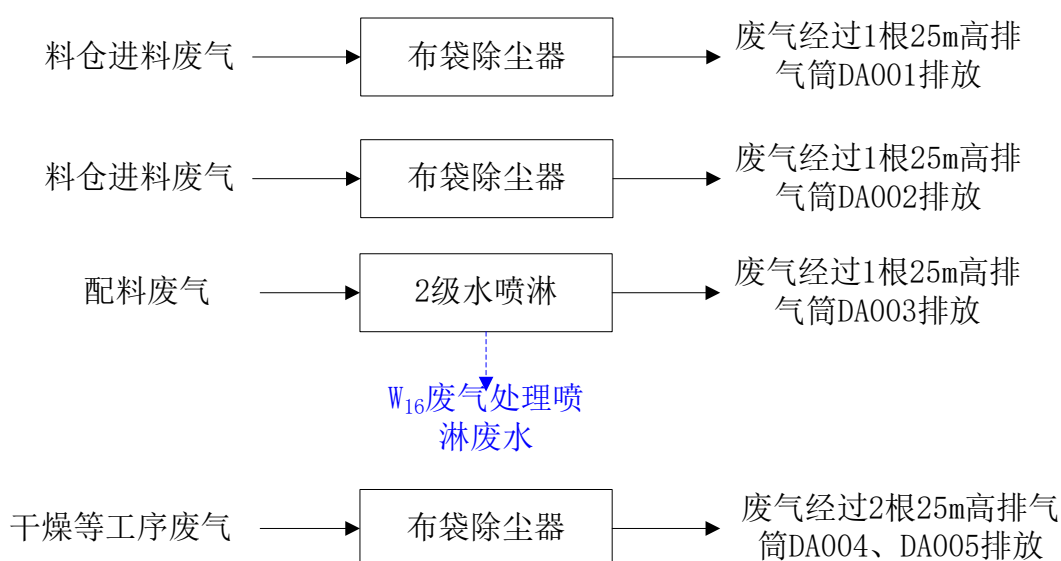 料仓进料废气
布袋除尘器
废气经过1根25m高排
气筒DA001排放
料仓进料废气
布袋除尘器
废气经过1根25m高排
气筒DA002排放
配料废气
2级水喷淋
废气经过1根25m高排
气筒DA003排放
W₁₆废气处理喷
淋废水
干燥等工序废气
布袋除尘器
废气经过2根25m高排气
筒DA004、DA005排放